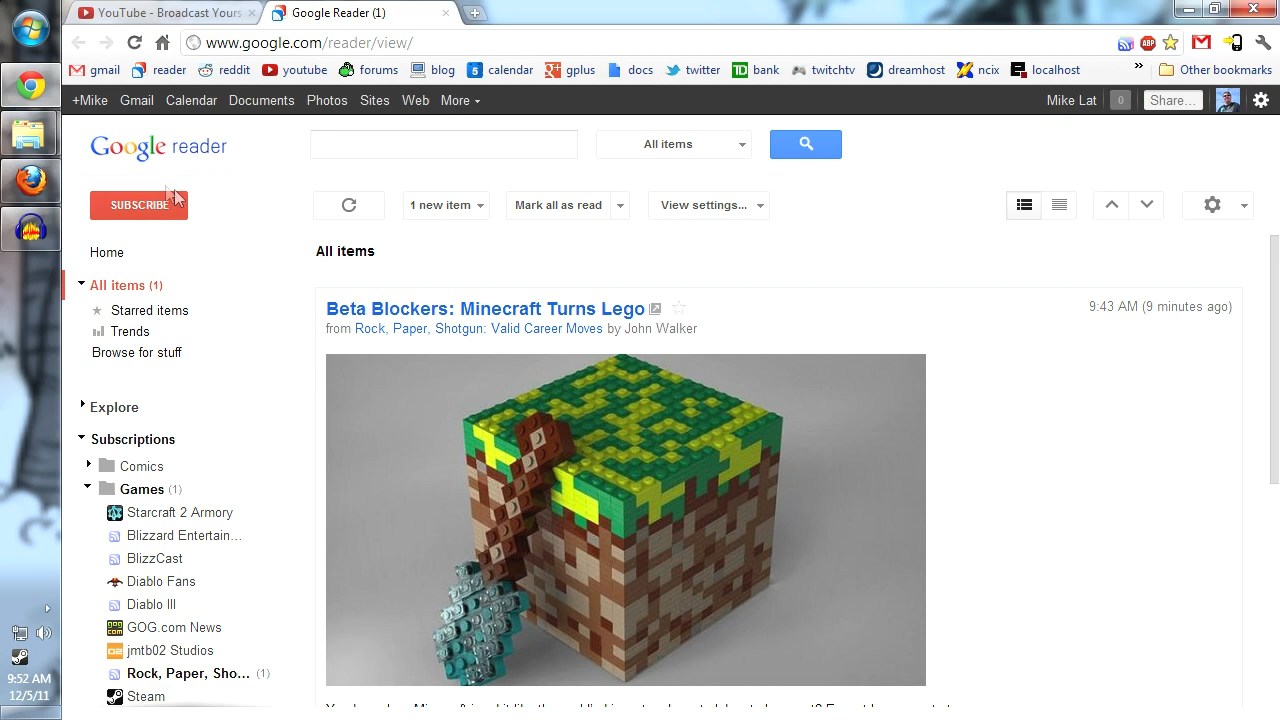 YouTube - Broadcast Yours
Google Reader (1)
www.google.com/reader/view/
gmail reader reddit youtube forums blog calendar gplus docs twitter bank twitchtv dreamhost ncix localhost » Other bookmarks
+Mike Gmail Calendar Documents Photos Sites Web More Mike Lat 0 Share...
Google reader
All items
SUBSCRIBE
1 new item
Mark all as read
View settings...
Home
All items
All items (1)
Starred items
Trends
Browse for stuff
Explore
Subscriptions
Comics
Games (1)
Starcraft 2 Armory
Blizzard Entertain...
BlizzCast
Diablo Fans
Diablo III
GOG.com News
jmtb02 Studios
Rock, Paper, Sho... (1)
Steam
Beta Blockers: Minecraft Turns Lego
9:43 AM (9 minutes ago)
from Rock, Paper, Shotgun: Valid Career Moves by John Walker
9:52 AM
12/5/11